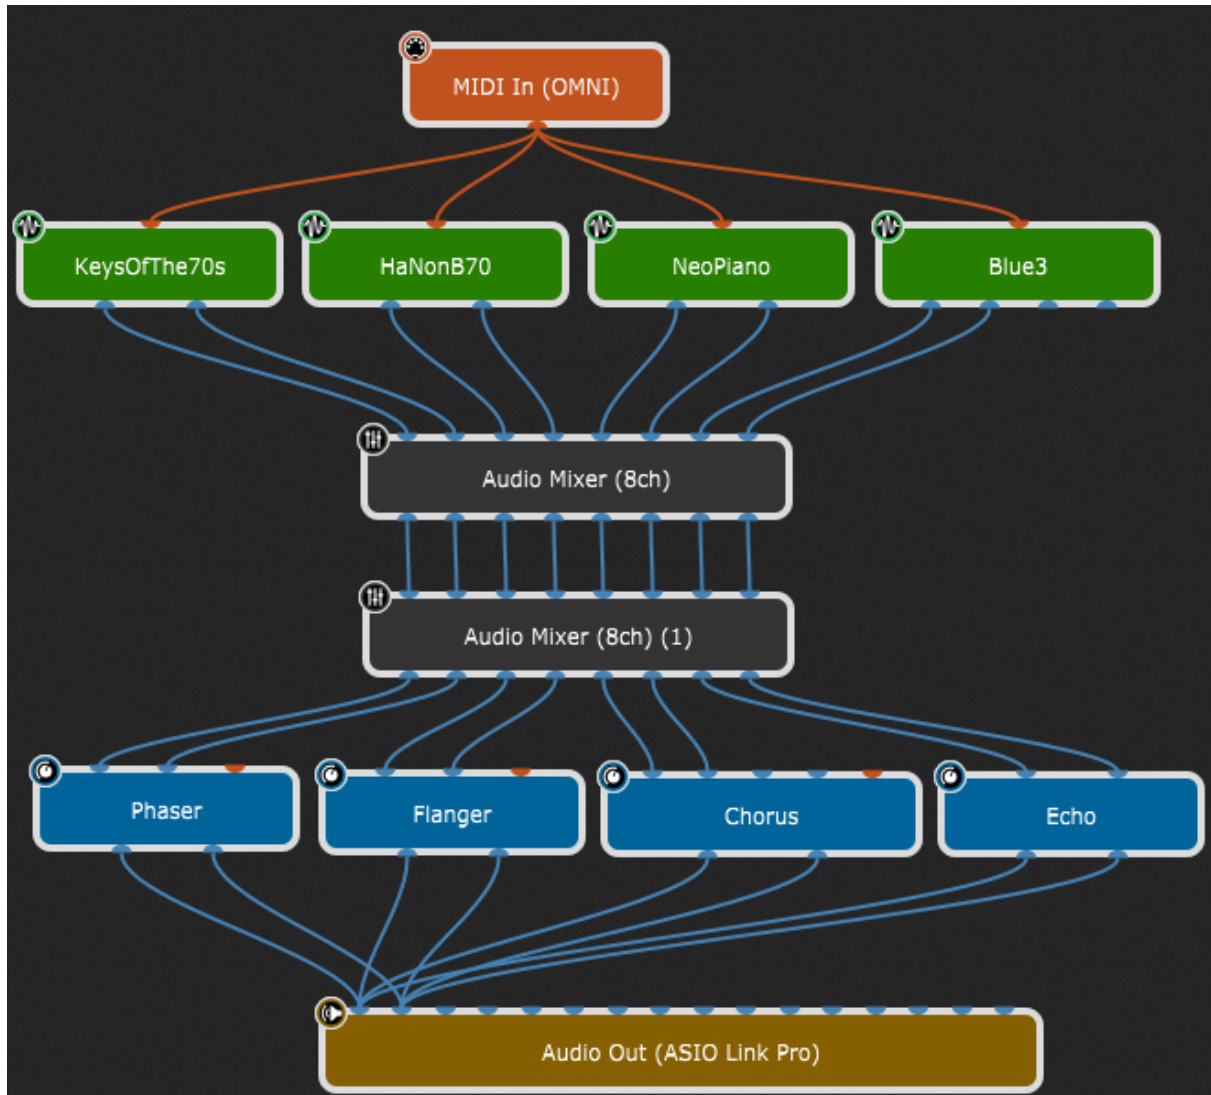 MIDI In (OMNI)
KeysOfThe70s
HaNonB70
NeoPiano
Blue3
Audio Mixer (8ch)
Audio Mixer (8ch) (1)
Phaser
Flanger
Chorus
Echo
Audio Out (ASIO Link Pro)